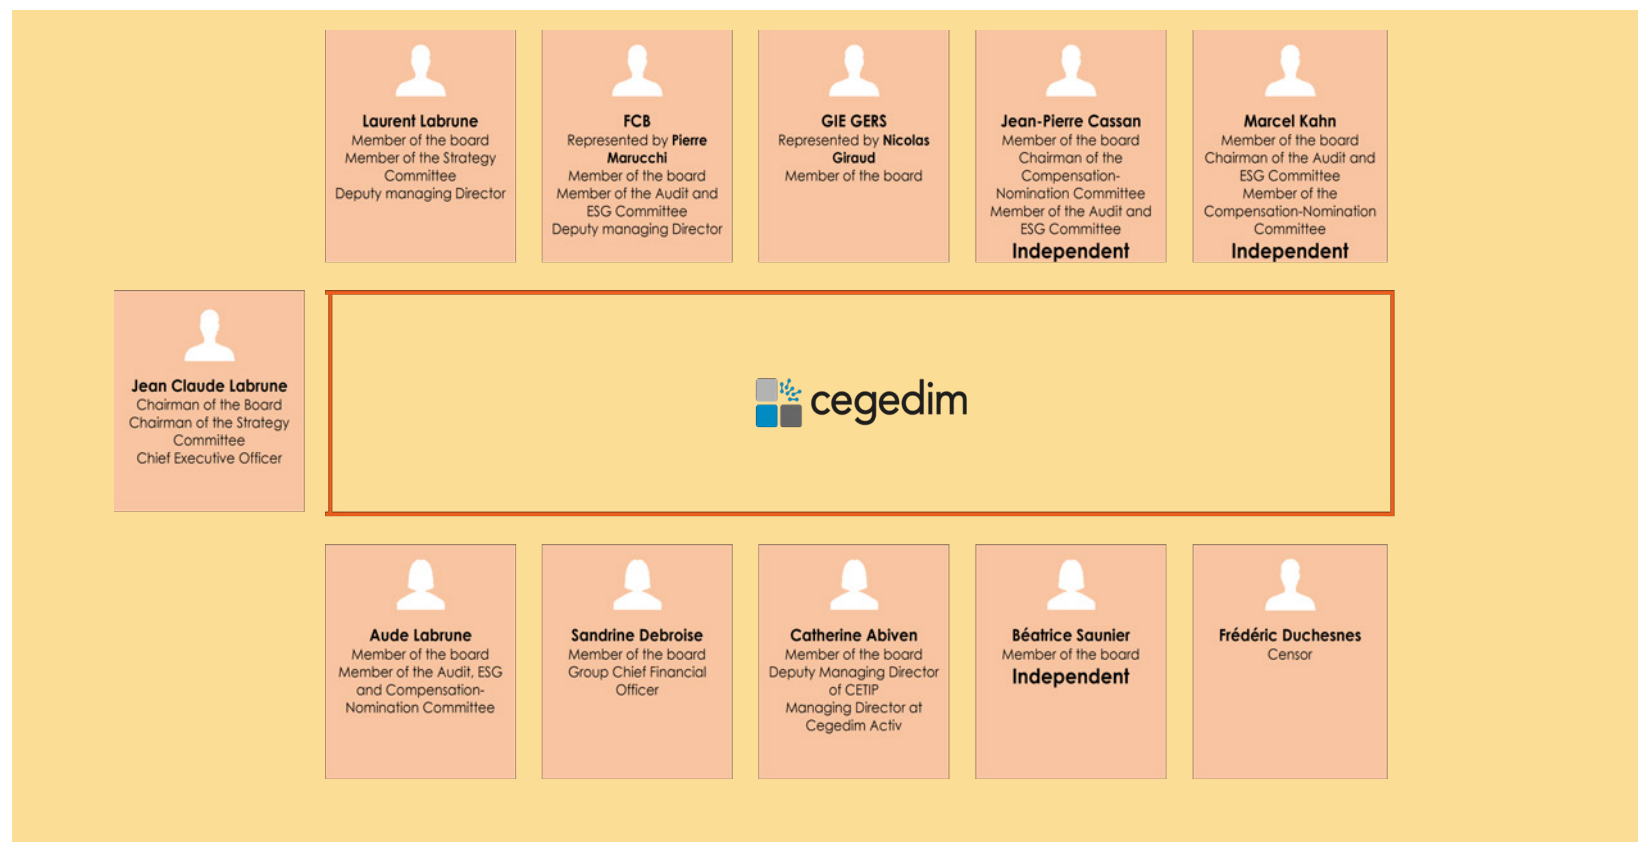 Laurent Labrune
Member of the board
Member of the Strategy
Committee
Deputy managing Director
FCB
Represented by Pierre
Marucchi
Member of the board
Member of the Audit and
ESG Committee
Deputy managing Director
GIE GERS
Represented by Nicolas
Giraud
Member of the board
Jean-Pierre Cassan
Member of the board
Chairman of the
Compensation-
Nomination Committee
Member of the Audit and
ESG Committee
Independent
Marcel Kahn
Member of the board
Chairman of the Audit and
ESG Committee
Member of the
Compensation-Nomination
Committee
Independent
Jean Claude Labrune
Chairman of the Board
Chairman of the Strategy
Committee
Chief Executive Officer
cegedim
Aude Labrune
Member of the board
Member of the Audit, ESG
and Compensation-
Nomination Committee
Sandrine Debroise
Member of the board
Group Chief Financial
Officer
Catherine Abiven
Member of the board
Deputy Managing Director
of CETIP
Managing Director at
Cegedim Activ
Béatrice Saunier
Member of the board
Independent
Frédéric Duchesnes
Censor